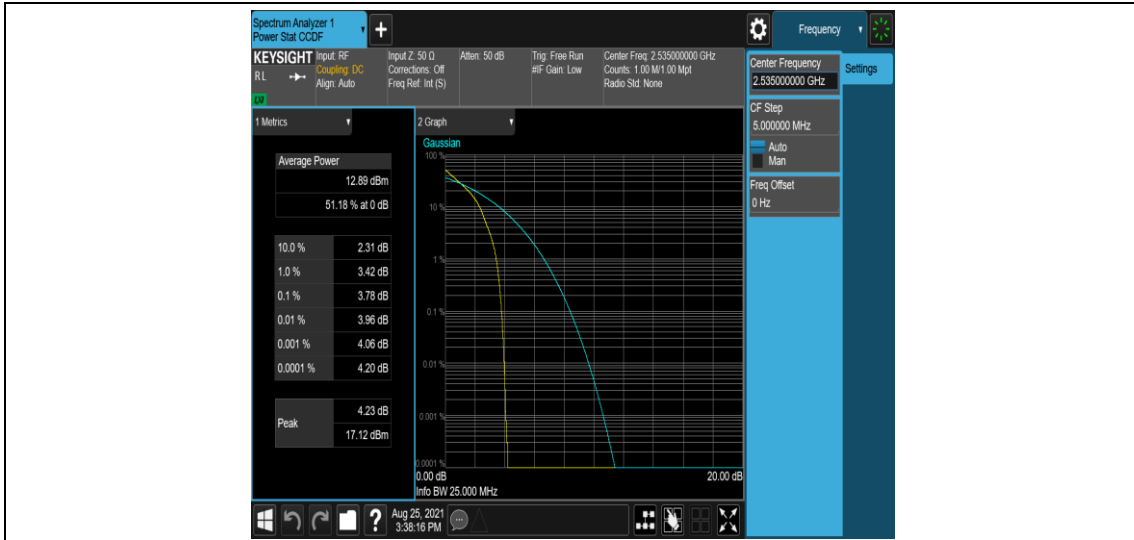 Spectrum Analyzer 1
Power Stat CCDF
+
Frequency
KEYSIGHT
RL
Input: RF
Coupling: DC
Align: Auto
Input Z: 50 Ω
Corrections: Off
Freq Ref: Int (S)
Atten: 50 dB
Trig: Free Run
#IF Gain: Low
Center Freq: 2.535000000 GHz
Counts: 1.00 M/1.00 Mpt
Radio Std: None
Center Frequency
2.535000000 GHz
Settings
CF Step
5.000000 MHz
Auto
Man
Freq Offset
0 Hz
1 Metrics
Average Power
12.89 dBm
51.18 % at 0 dB
10.0 % 2.31 dB
1.0 % 3.42 dB
0.1 % 3.78 dB
0.01 % 3.96 dB
0.001 % 4.06 dB
0.0001 % 4.20 dB
Peak
4.23 dB
17.12 dBm
2 Graph
Gaussian
100 %
10 %
1 %
0.1 %
0.01 %
0.001 %
0.0001 %
0.00 dB 20.00 dB
Info BW 25.000 MHz
?
Aug 25, 2021
3:38:16 PM